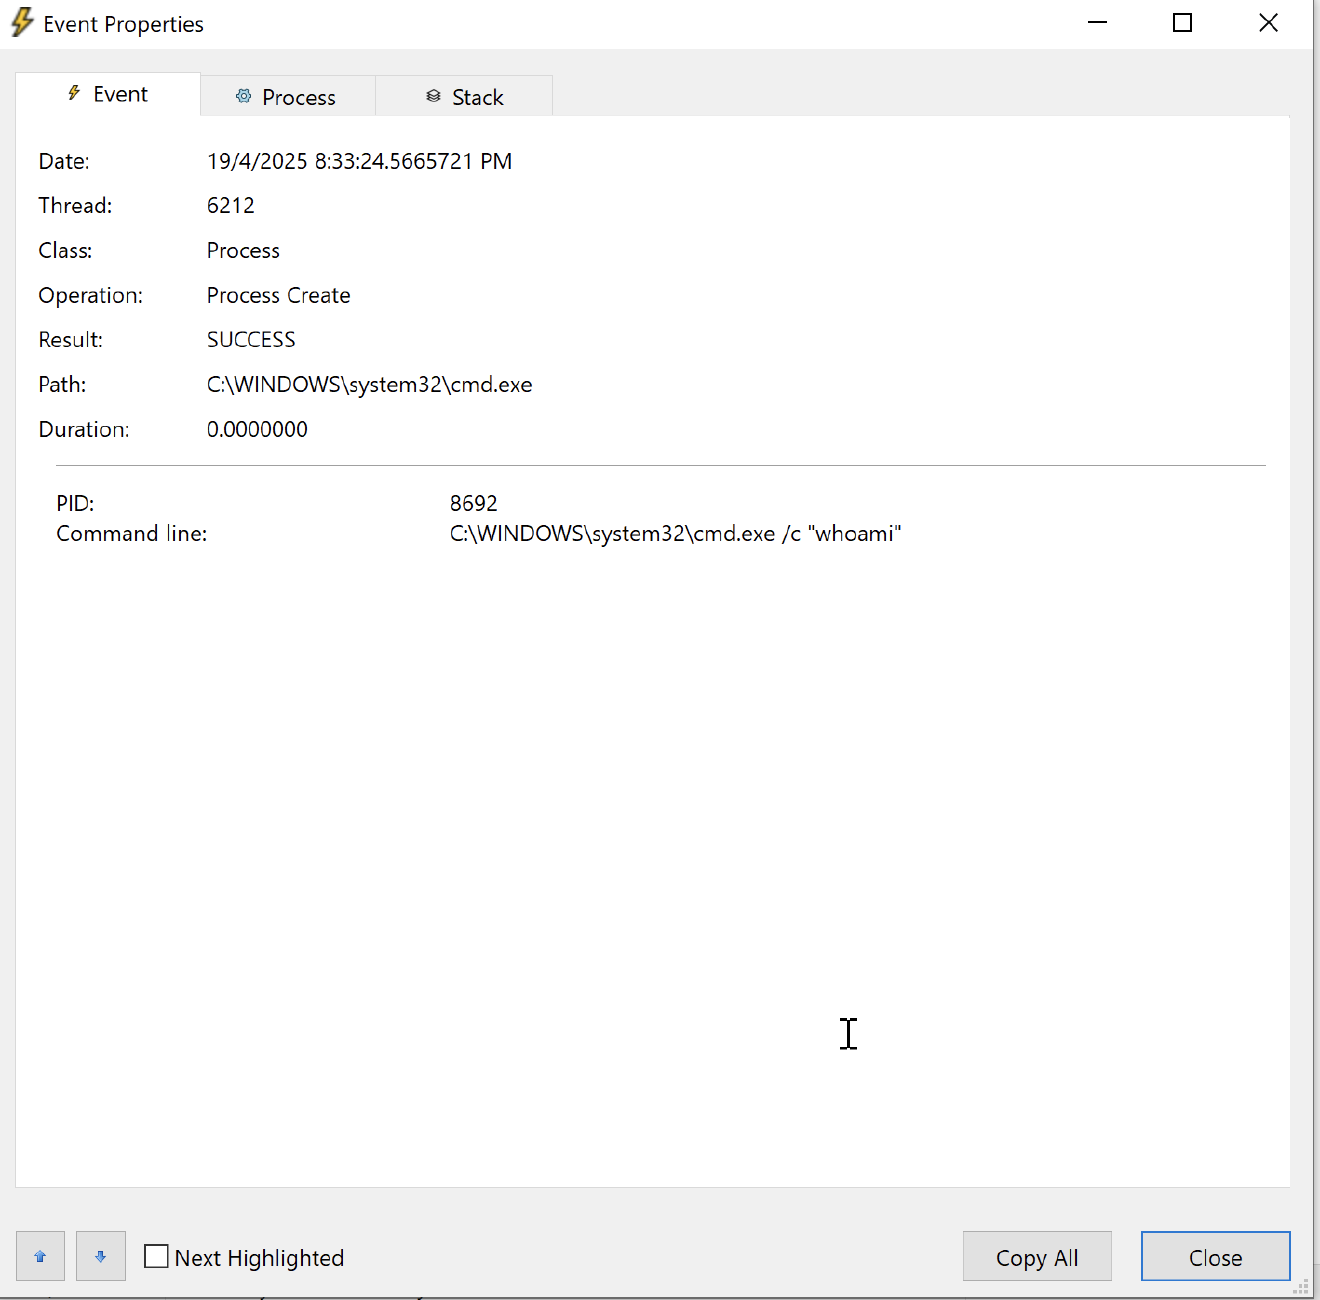 Event Properties
Event
Process
Stack
Date: 19/4/2025 8:33:24.5665721 PM
Thread: 6212
Class: Process
Operation: Process Create
Result: SUCCESS
Path: C:\WINDOWS\system32\cmd.exe
Duration: 0.0000000
PID: 8692
Command line: C:\WINDOWS\system32\cmd.exe /c "whoami"
Next Highlighted
Copy All
Close